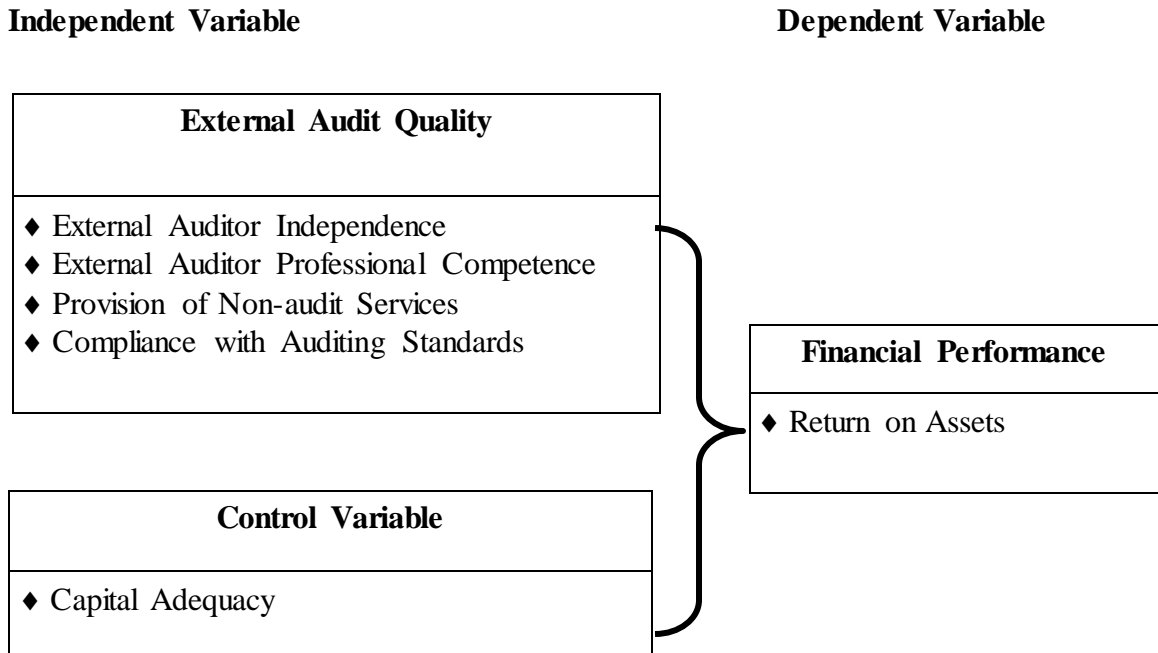 Independent Variable
Dependent Variable
External Audit Quality
♦ External Auditor Independence
♦ External Auditor Professional Competence
♦ Provision of Non-audit Services
♦ Compliance with Auditing Standards
Financial Performance
♦ Return on Assets
Control Variable
♦ Capital Adequacy